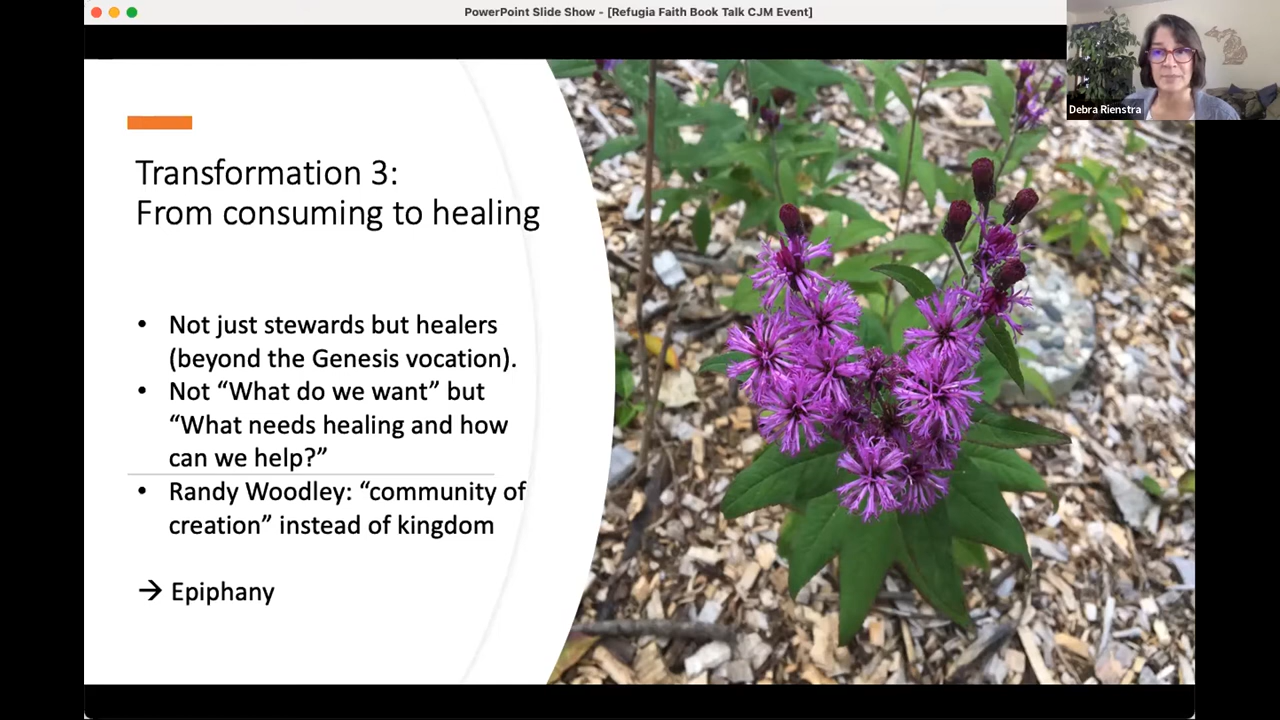 PowerPoint Slide Show - [Refugia Faith Book Talk CJM Event]
Debra Rienstra
Transformation 3:
From consuming to healing
• Not just stewards but healers
(beyond the Genesis vocation).
• Not “What do we want” but
“What needs healing and how
can we help?”
• Randy Woodley: “community of
creation” instead of kingdom
→ Epiphany